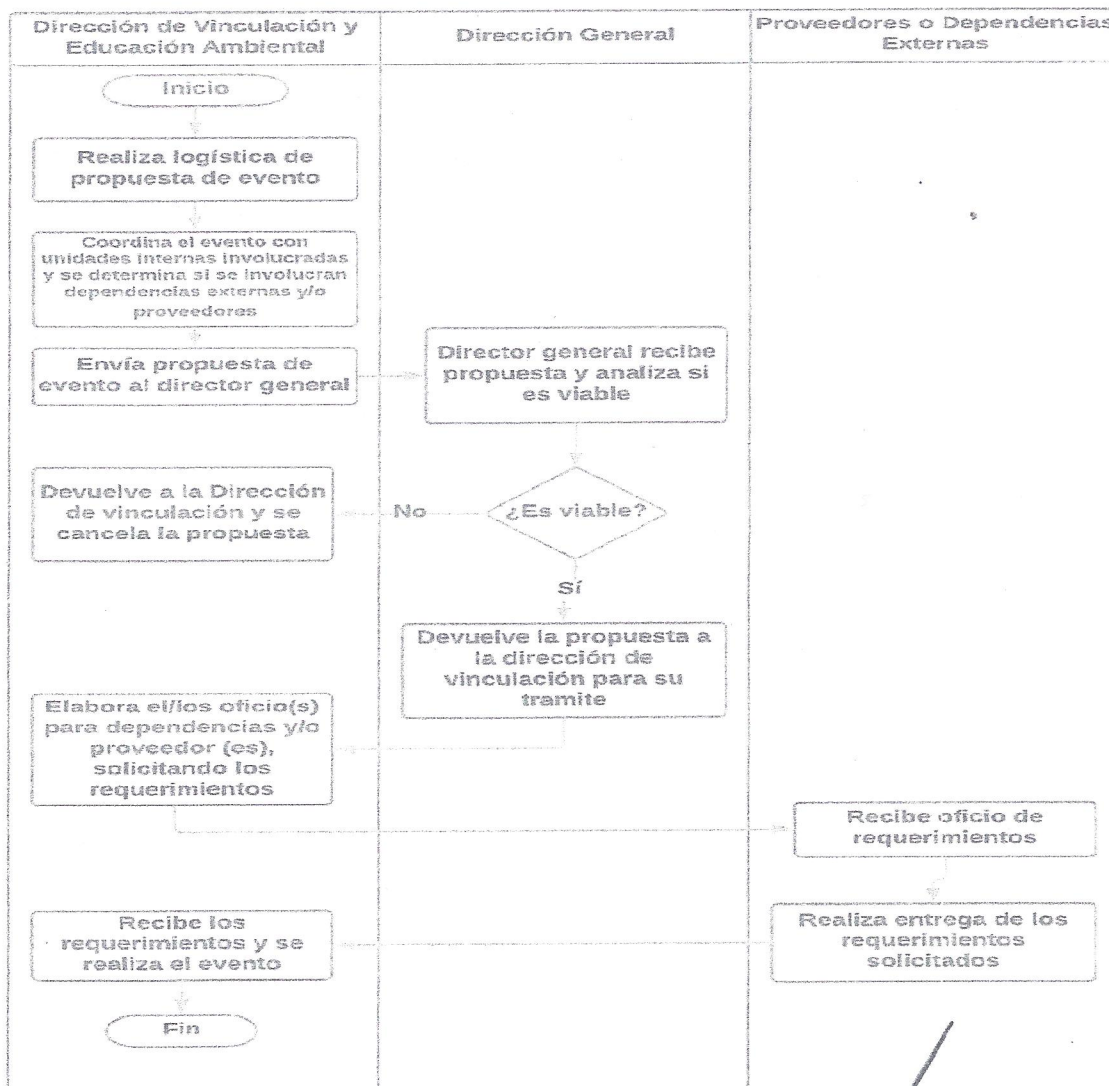 Dirección de Vinculación y
Educación Ambiental
Dirección General
Proveedores o Dependencias
Externas
Inicio
Realiza logística de
propuesta de evento
Coordina el evento con
unidades internas involucradas
y se determina si se involucran
dependencias externas y/o
proveedores
Envía propuesta de
evento al director general
Director general recibe
propuesta y analiza si
es viable
Devuelve a la Dirección
de vinculación y se
cancela la propuesta
No
¿Es viable?
Sí
Devuelve la propuesta a
la dirección de
vinculación para su
tramite
Elabora el/los oficio(s)
para dependencias y/o
proveedor (es),
solicitando los
requerimientos
Recibe oficio de
requerimientos
Recibe los
requerimientos y se
realiza el evento
Realiza entrega de los
requerimientos
solicitados
Fin